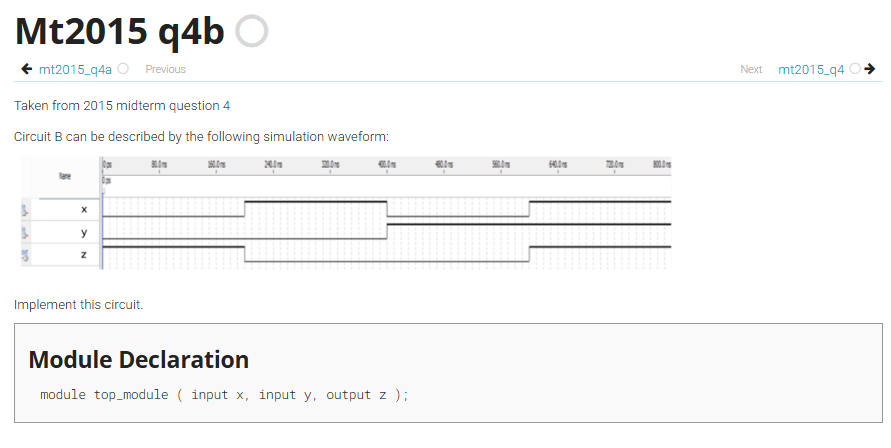 Mt2015 q4b
mt2015_q4a Previous Next mt2015_q4
Taken from 2015 midterm question 4
Circuit B can be described by the following simulation waveform:
Name 0 ps 80.0 ns 160.0 ns 240.0 ns 320.0 ns 400.0 ns 480.0 ns 560.0 ns 640.0 ns 720.0 ns 800.0 ns
0 ps
x
y
z
Implement this circuit.
Module Declaration
module top_module ( input x, input y, output z );